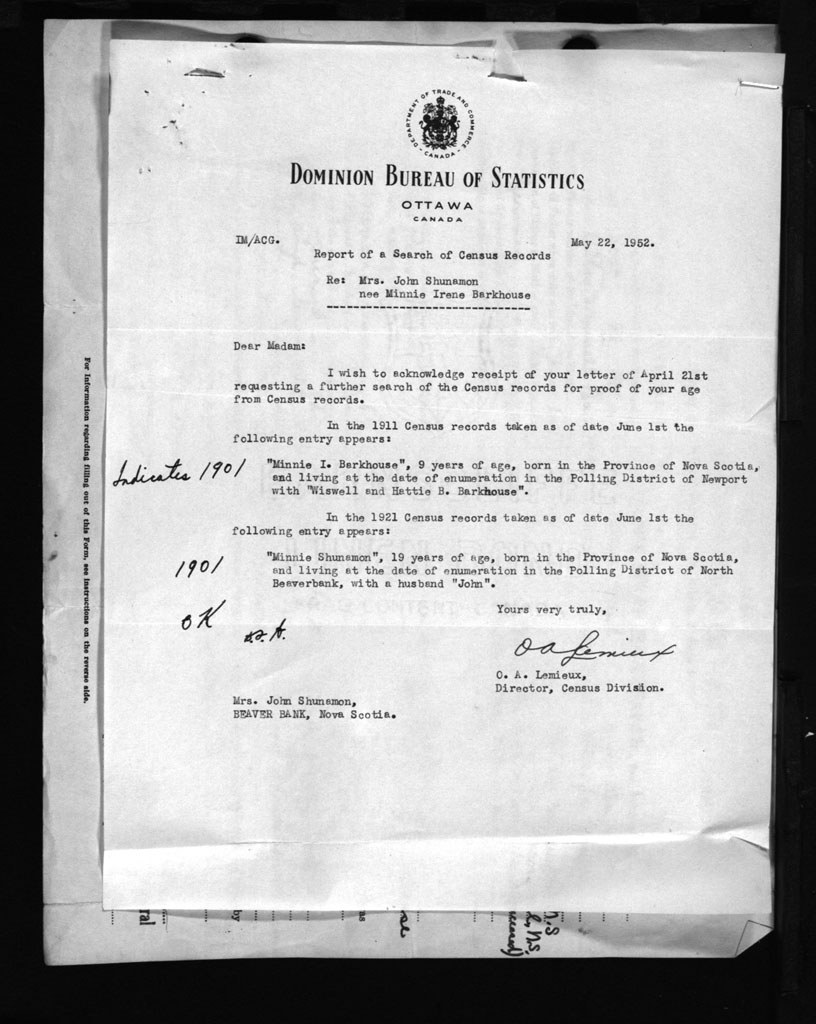 DEPARTMENT OF TRADE AND COMMERCE
- CANADA -
DOMINION BUREAU OF STATISTICS
OTTAWA
CANADA
IM/ACG.
May 22, 1952.
Report of a Search of Census Records
Re: Mrs. John Shunamon
nee Minnie Irene Barkhouse
------------------------------
Dear Madam:
I wish to acknowledge receipt of your letter of April 21st
requesting a further search of the Census records for proof of your age
from Census records.
In the 1911 Census records taken as of date June 1st the
following entry appears:
Indicates 1901
"Minnie I. Barkhouse", 9 years of age, born in the Province of Nova Scotia,
and living at the date of enumeration in the Polling District of Newport
with "Wiswell and Hattie B. Barkhouse".
In the 1921 Census records taken as of date June 1st the
following entry appears:
1901
"Minnie Shunamon", 19 years of age, born in the Province of Nova Scotia,
and living at the date of enumeration in the Polling District of North
Beaverbank, with a husband "John".
OK
Yours very truly,
O A Lemieux
O. A. Lemieux,
Director, Census Division.
Mrs. John Shunamon,
BEAVER BANK, Nova Scotia.
For Information regarding filling out of this Form, see Instructions on the reverse side.
ral
by
as
N.S